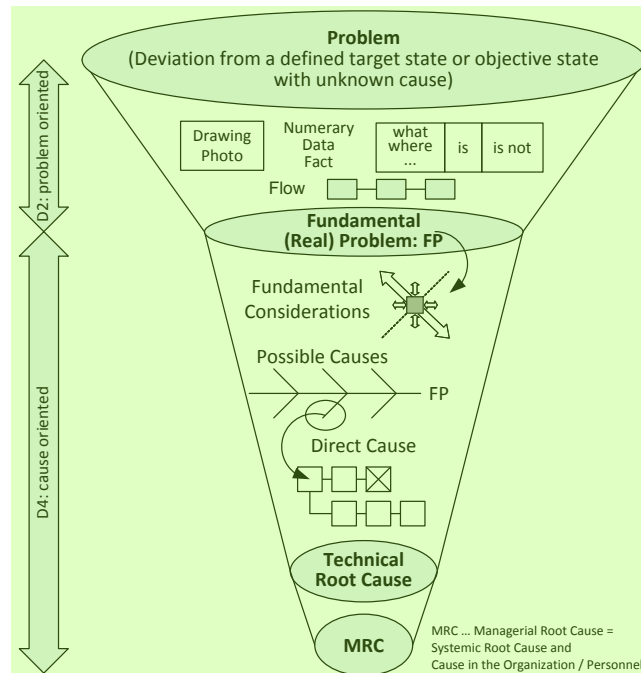 Problem
(Deviation from a defined target state or objective state
with unknown cause)
D2: problem oriented
Drawing
Photo
Numerary
Data
Fact
what
where
...
is
is not
Flow
Fundamental
(Real) Problem: FP
Fundamental
Considerations
D4: cause oriented
Possible Causes
FP
Direct Cause
Technical
Root Cause
MRC
MRC ... Managerial Root Cause =
Systemic Root Cause and
Cause in the Organization / Personnel